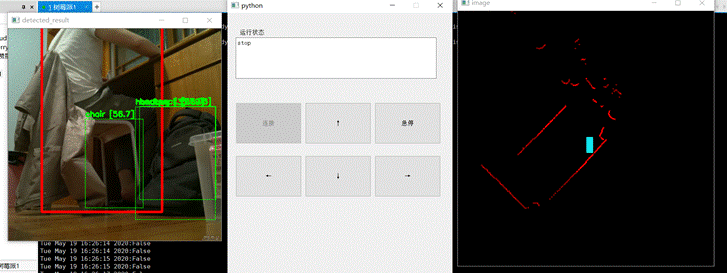 1 树莓派1
detected_result
chair [56.7]
python
运行状态
stop
连接
↑
急停
←
↓
→
image
Tue May 19 16:26:14 2020:False
Tue May 19 16:26:14 2020:False
Tue May 19 16:26:15 2020:False
Tue May 19 16:26:15 2020:False
树莓派1